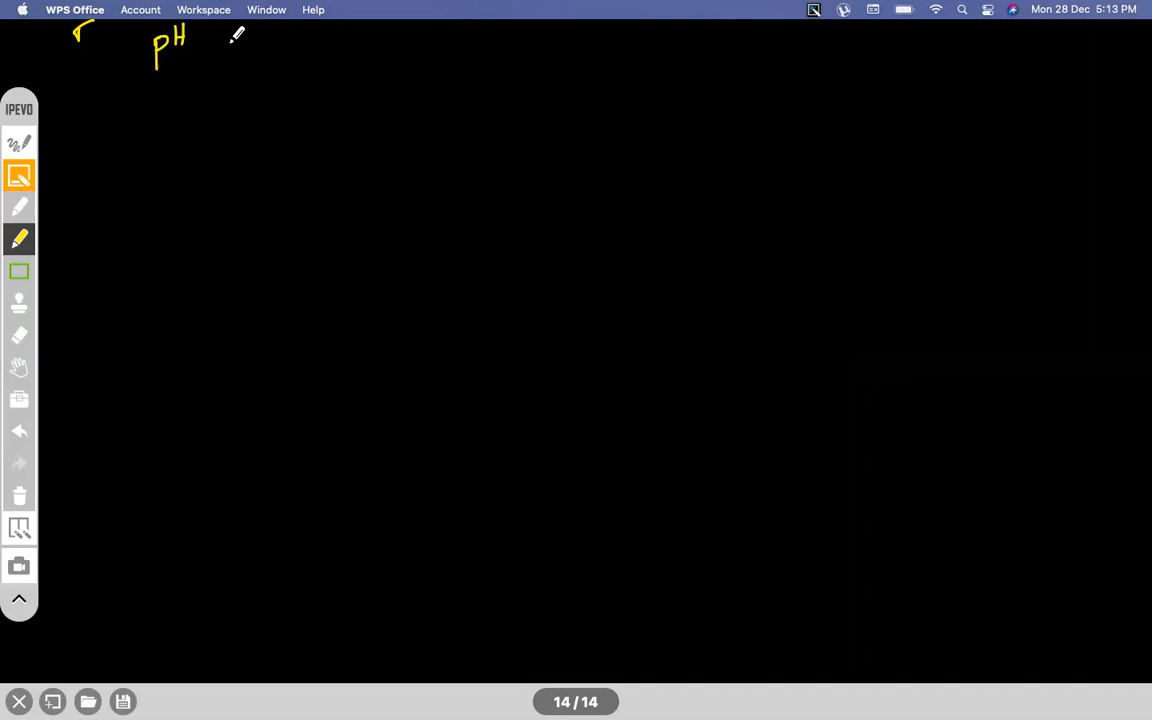 WPS Office Account Workspace Window Help Mon 28 Dec 5:13 PM
pH
IPEVO
14/14